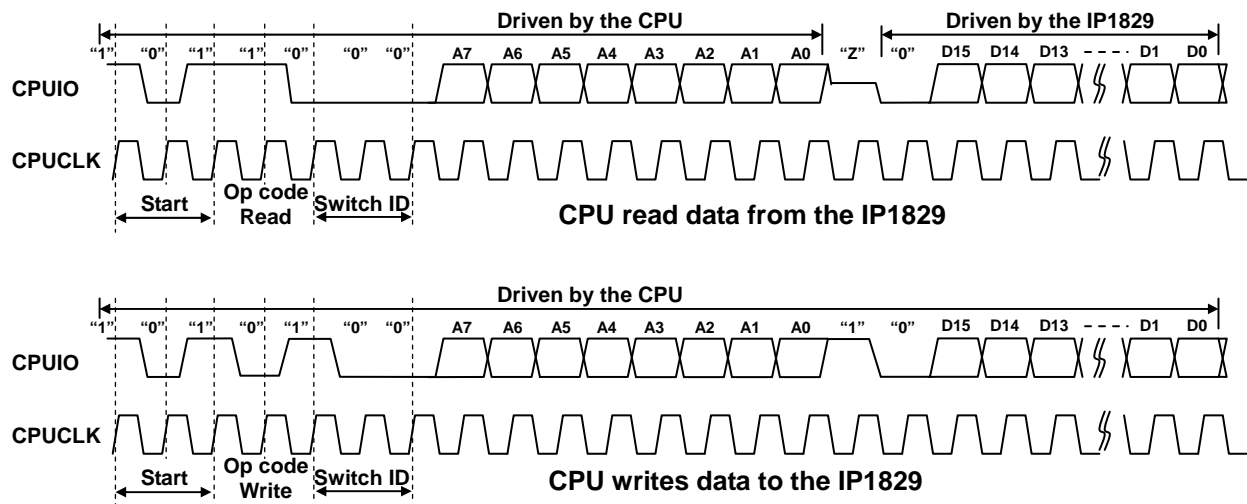 Driven by the CPU Driven by the IP1829
“1” “0” “1” “1” “0” “0” “0” A7 A6 A5 A4 A3 A2 A1 A0 “Z” “0” D15 D14 D13 D1 D0
CPUIO
CPUCLK
Start Op code Read Switch ID
CPU read data from the IP1829
Driven by the CPU
“1” “0” “1” “0” “1” “0” “0” A7 A6 A5 A4 A3 A2 A1 A0 “1” “0” D15 D14 D13 D1 D0
CPUIO
CPUCLK
Start Op code Write Switch ID
CPU writes data to the IP1829